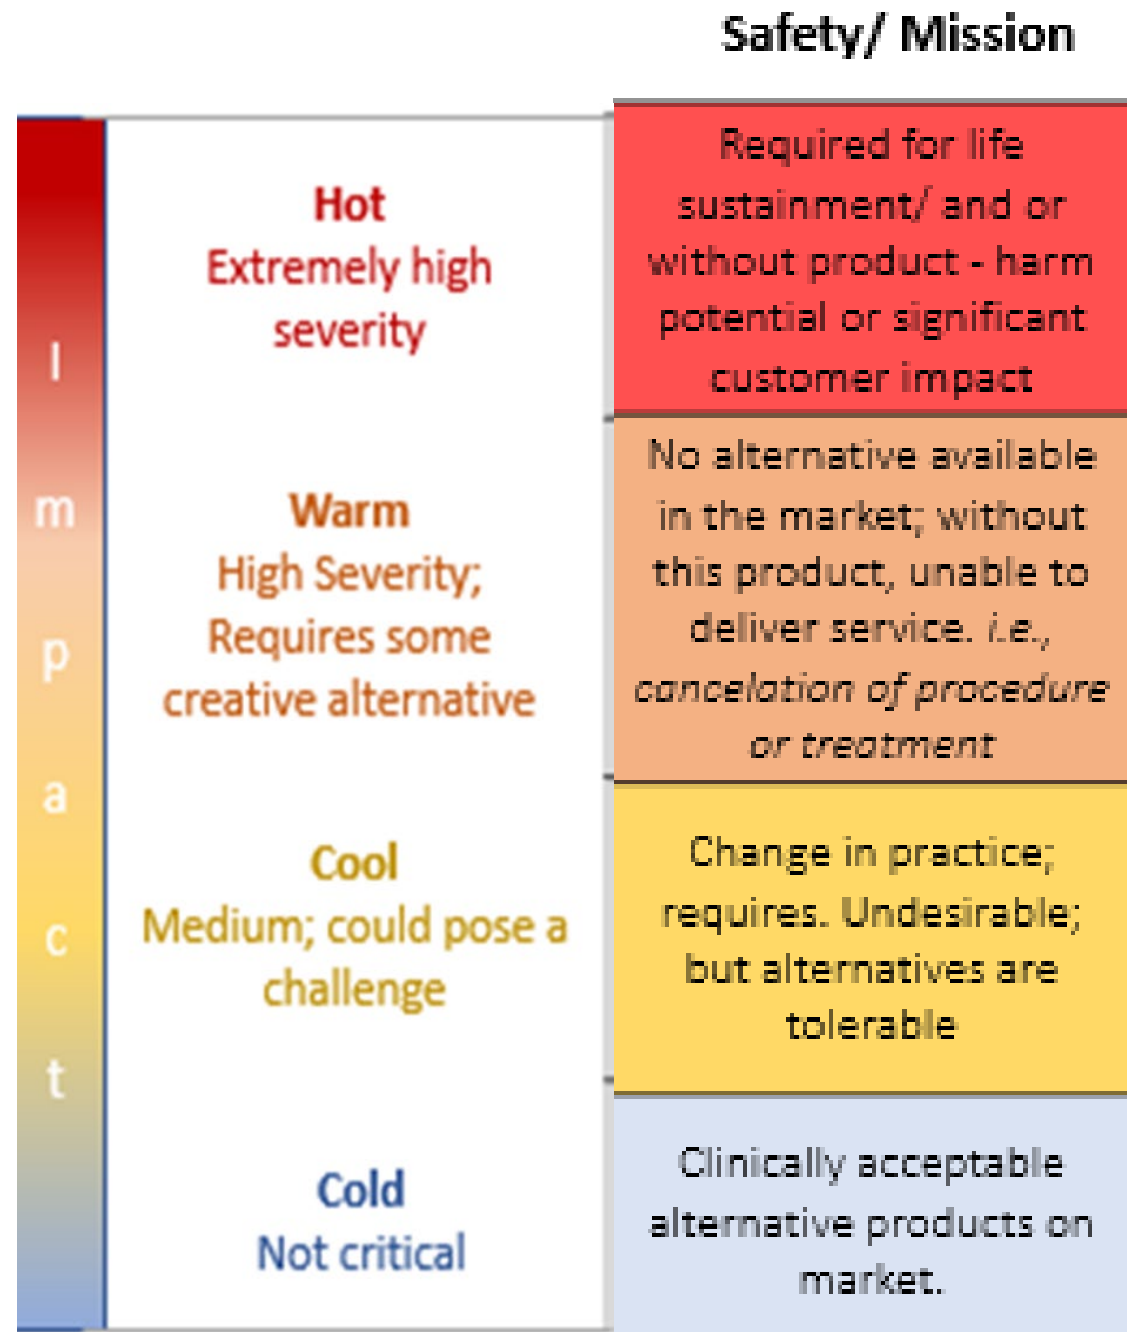 Safety/ Mission
Impact
Hot
Extremely high
severity
Required for life
sustainment/ and or
without product - harm
potential or significant
customer impact
Warm
High Severity;
Requires some
creative alternative
No alternative available
in the market; without
this product, unable to
deliver service. i.e.,
cancelation of procedure
or treatment
Cool
Medium; could pose a
challenge
Change in practice;
requires. Undesirable;
but alternatives are
tolerable
Cold
Not critical
Clinically acceptable
alternative products on
market.